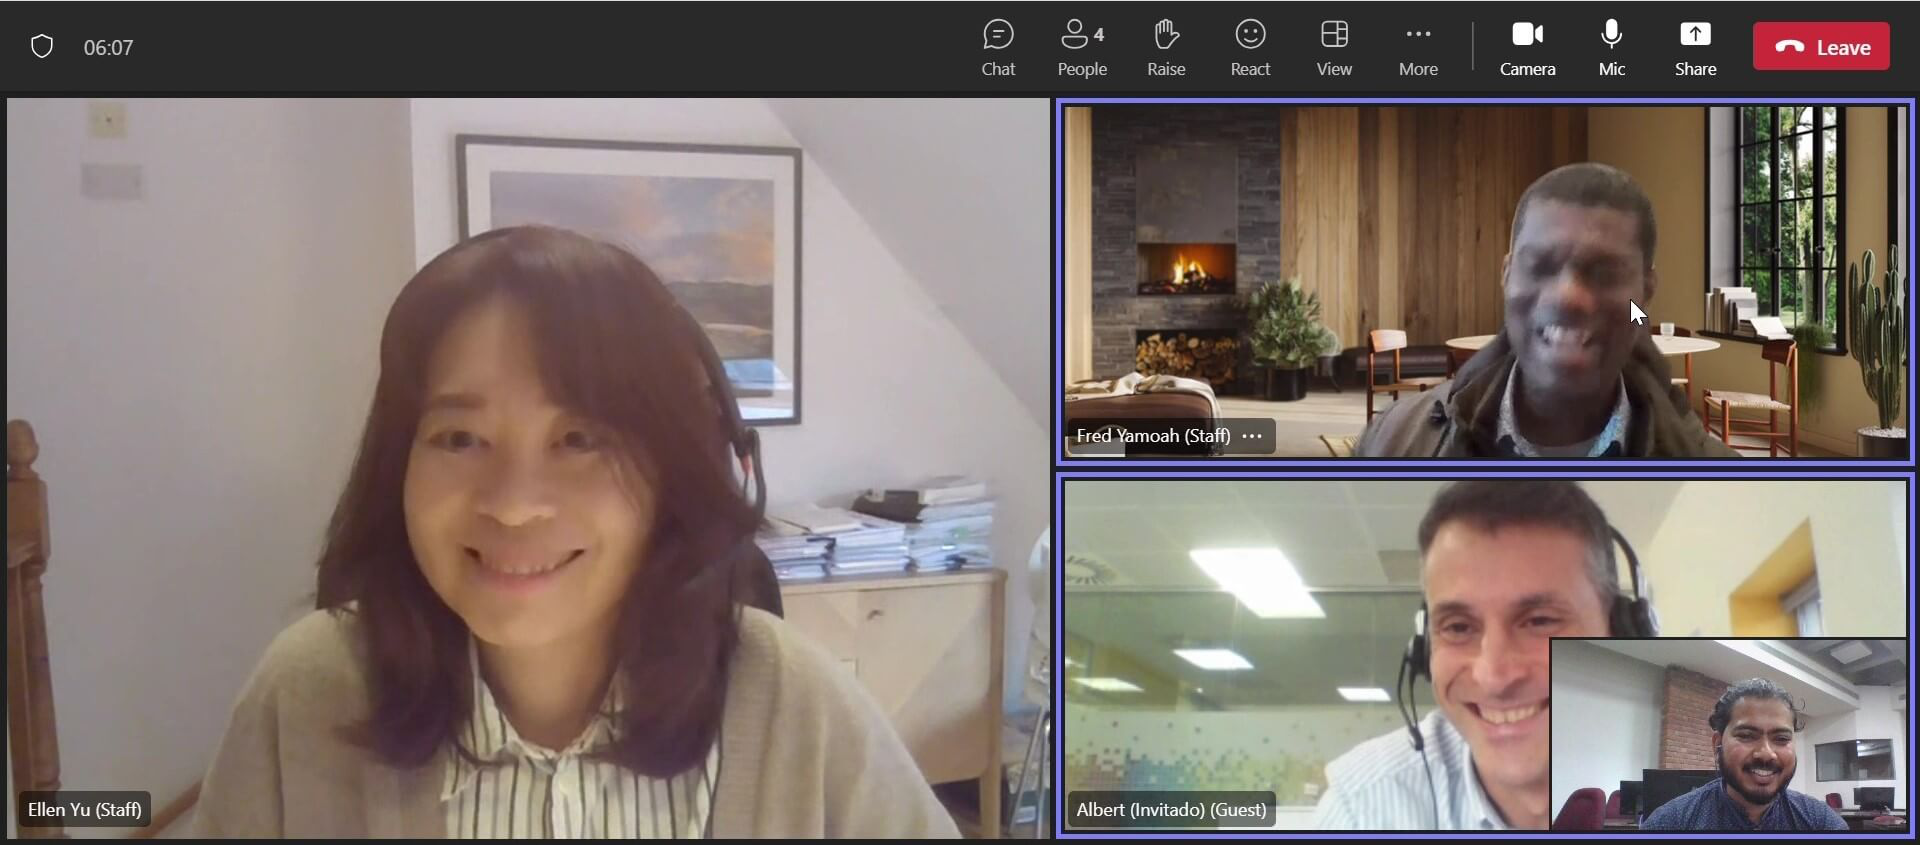 06:07
Chat
People
4
Raise
React
View
More
Camera
Mic
Share
Leave
Ellen Yu (Staff)
Fred Yamoah (Staff)
Albert (Invitado) (Guest)